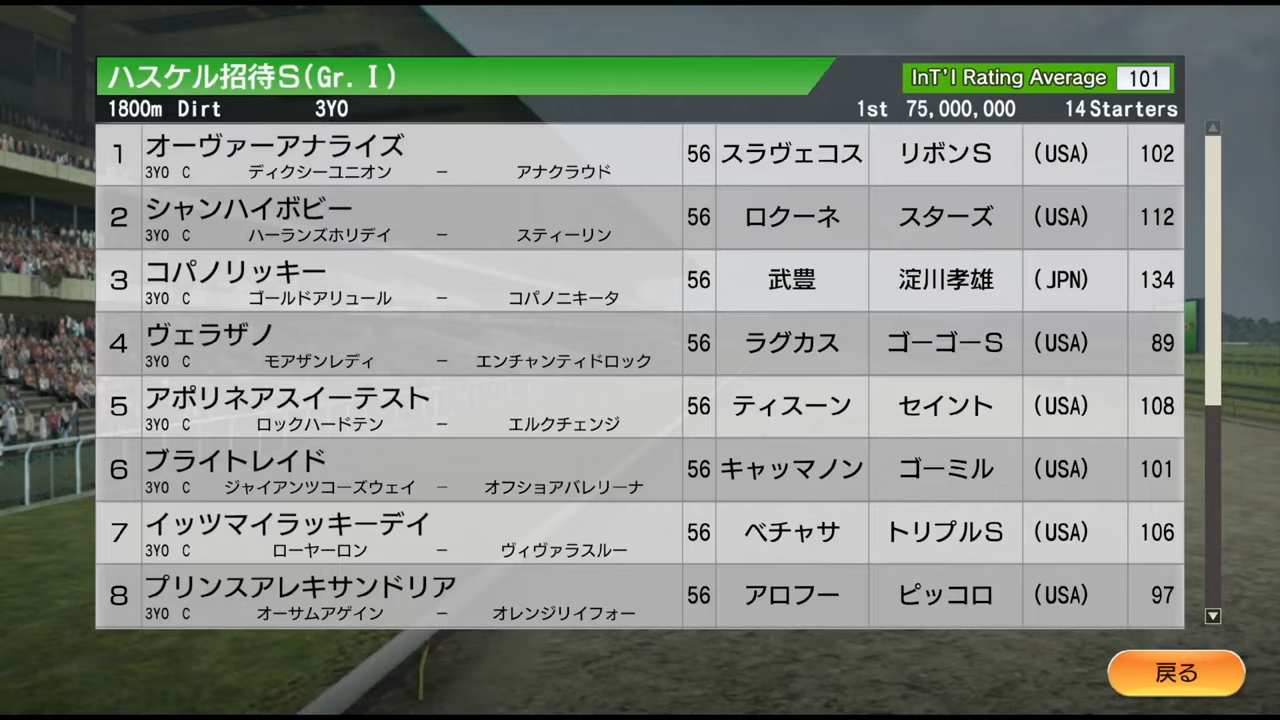 ハスケル招待S(Gr.Ⅰ)
InT'l Rating Average 101
1800m Dirt 3YO 1st 75,000,000 14Starters
1 オーヴァーアナライズ 56 スラヴェコス リボンS (USA) 102
3YO C ディクシーユニオン − アナクラウド
2 シャンハイボビー 56 ロクーネ スターズ (USA) 112
3YO C ハーランズホリデイ − スティーリン
3 コパノリッキー 56 武豊 淀川孝雄 (JPN) 134
3YO C ゴールドアリュール − コパノニキータ
4 ヴェラザノ 56 ラグカス ゴーゴーS (USA) 89
3YO C モアザンレディ − エンチャンティドロック
5 アポリネアスイーテスト 56 ティスーン セイント (USA) 108
3YO C ロックハードテン − エルクチェンジ
6 ブライトレイド 56 キャッマノン ゴーミル (USA) 101
3YO C ジャイアンツコーズウェイ − オフショアバレリーナ
7 イッツマイラッキーデイ 56 ベチャサ トリプルS (USA) 106
3YO C ローヤーロン − ヴィヴァラスルー
8 プリンスアレキサンドリア 56 アロフー ピッコロ (USA) 97
3YO C オーサムアゲイン − オレンジリイフォー
戻る